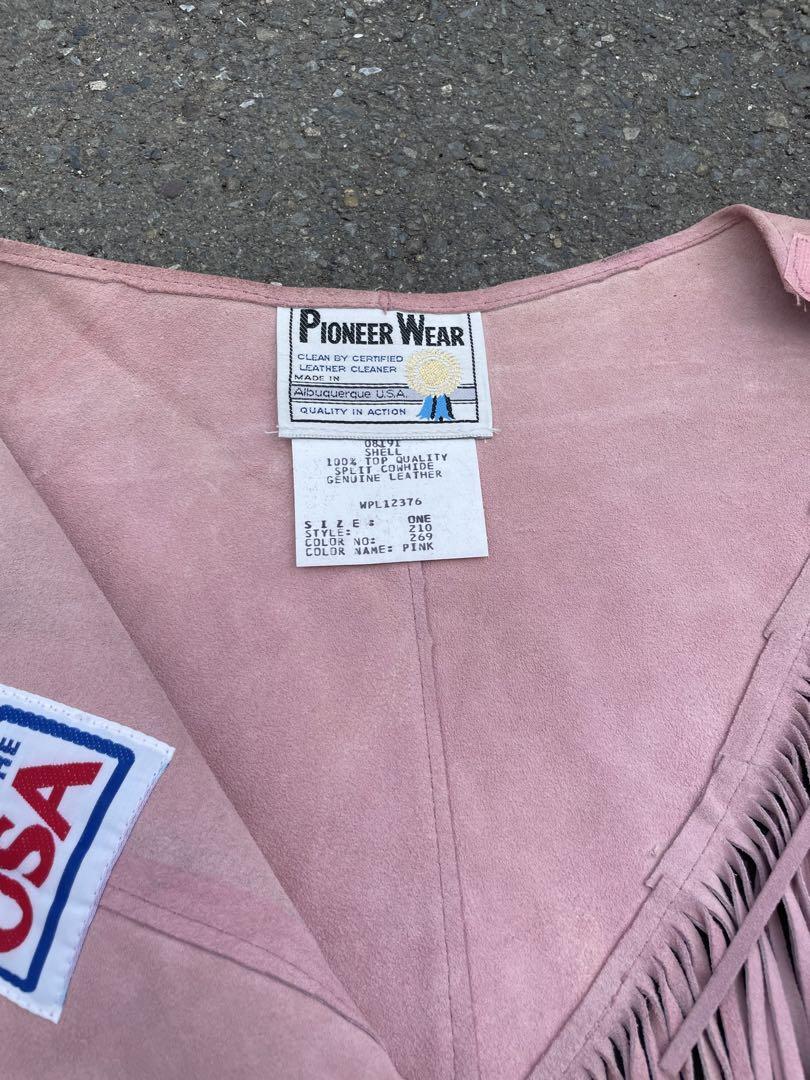 PIONEER WEAR
CLEAN BY CERTIFIED
LEATHER CLEANER
MADE IN
Albuquerque U.S.A.
QUALITY IN ACTION
08191
SHELL
100% TOP QUALITY
SPLIT COWHIDE
GENUINE LEATHER
WPL12376
SIZE: ONE
STYLE: 210
COLOR NO: 269
COLOR NAME: PINK
HE
USA